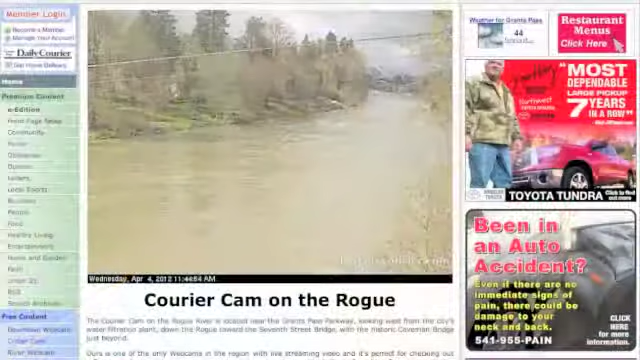 Member Login
Become a Member
Manage Your Account
Daily Courier
Get Home Delivery
Home
Premium Content
e-Edition
Front Page News
Community
Obituaries
Opinion
Letters
Local Sports
Business
People
Food
Healthy Living
Entertainment
Home and Garden
RSS
Search Archives
Free Content
Downtown Webcam
Courier Cam
River Webcam
Wednesday, Apr 4, 2012 11:44:54 AM
Courier Cam on the Rogue
The Courier Cam on the Rogue River is located near the Grants Pass Parkway, looking west from the city's
water filtration plant, down the Rogue toward the Seventh Street Bridge, with the historic Caveman Bridge
just beyond.
Ours is one of the only Webcams in the region with live streaming video and it's perfect for checking out
Weather for Grants Pass
44
Restaurant
Menus
Click Here
"MOST
DEPENDABLE
LARGE PICKUP
7 YEARS
IN A ROW"
TOYOTA TUNDRA
Click to find
out more
Been in
an Auto
Accident?
Even if there are no
immediate signs of
pain, there could be
damage to your
neck and back.
541-955-PAIN
CLICK
HERE
for more
information.